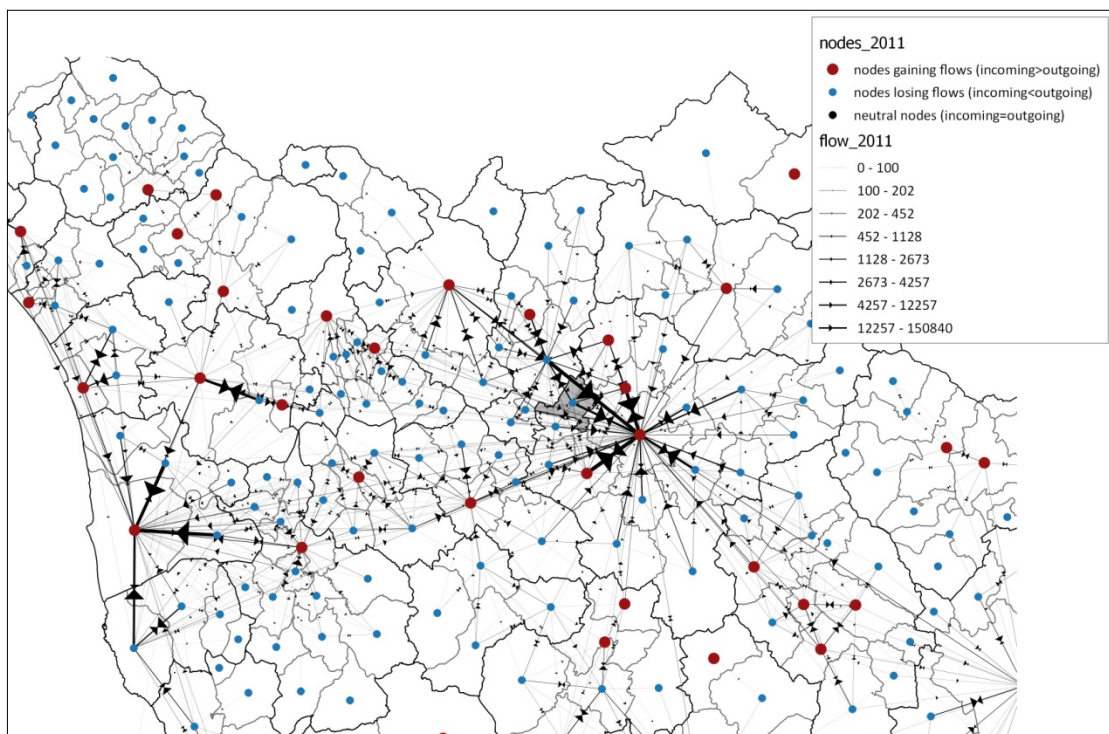 nodes_2011
nodes gaining flows (incoming>outgoing)
nodes losing flows (incoming<outgoing)
neutral nodes (incoming=outgoing)
flow_2011
0 - 100
100 - 202
202 - 452
452 - 1128
1128 - 2673
2673 - 4257
4257 - 12257
12257 - 150840